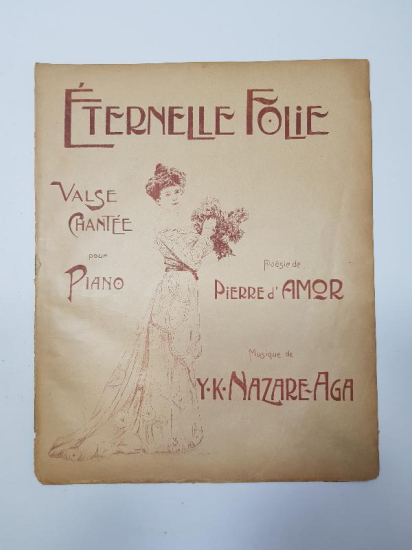 ÉTERNELLE FOLIE
VALSE
CHANTÉE
pour
PIANO
Poésie de
PIERRE d'AMOR
Musique de
Y·K·NAZARE-AGA